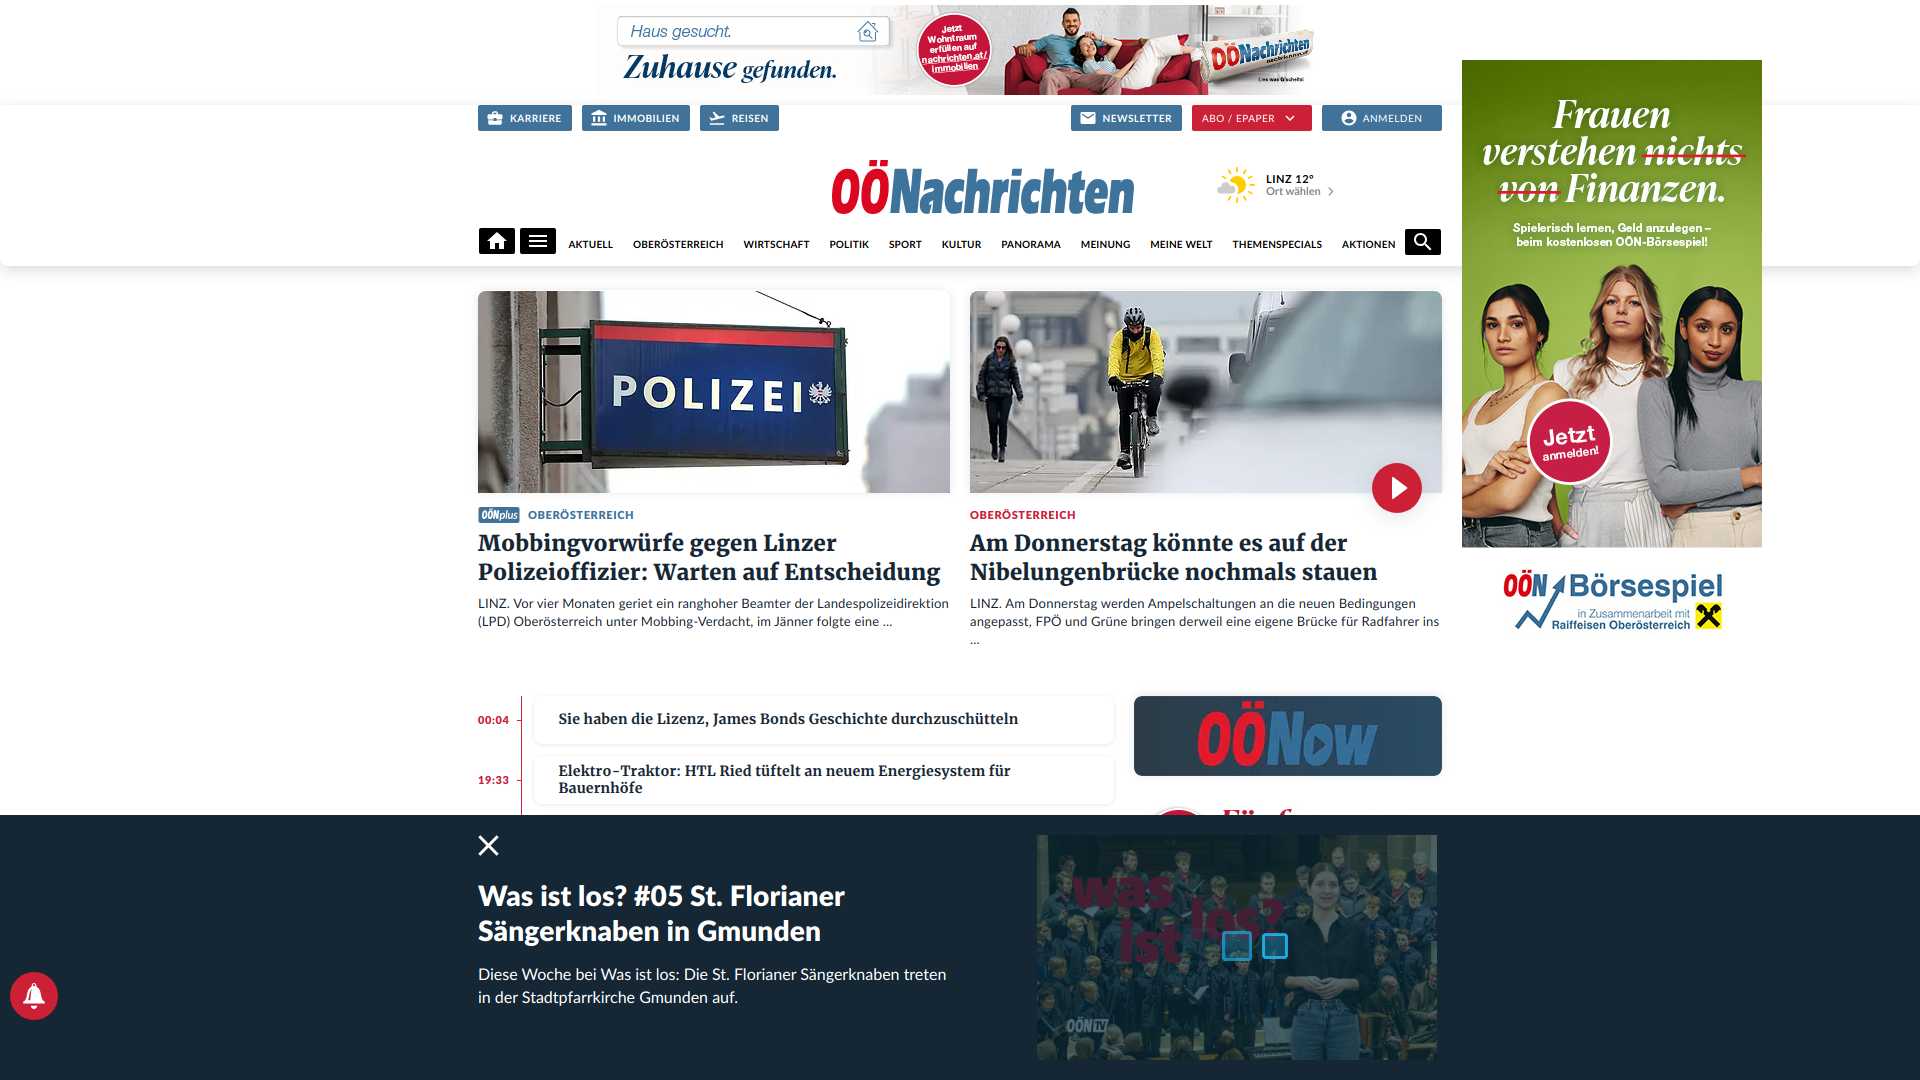 Haus gesucht.
Zuhause gefunden.
Jetzt
Wohntraum
erfüllen auf
nachrichten.at/
immobilien
OÖNachrichten
Lies was G'scheits!
KARRIERE
IMMOBILIEN
REISEN
NEWSLETTER
ABO / EPAPER
ANMELDEN
OÖNachrichten
LINZ 12°
Ort wählen
AKTUELL
OBERÖSTERREICH
WIRTSCHAFT
POLITIK
SPORT
KULTUR
PANORAMA
MEINUNG
MEINE WELT
THEMENSPECIALS
AKTIONEN
Frauen
verstehen nichts
von Finanzen.
Spielerisch lernen, Geld anzulegen –
beim kostenlosen OÖN-Börsespiel!
Jetzt
anmelden!
OÖN Börsespiel
in Zusammenarbeit mit
Raiffeisen Oberösterreich
POLIZEI
OÖNplus OBERÖSTERREICH
Mobbingvorwürfe gegen Linzer
Polizeioffizier: Warten auf Entscheidung
LINZ. Vor vier Monaten geriet ein ranghoher Beamter der Landespolizeidirektion
(LPD) Oberösterreich unter Mobbing-Verdacht, im Jänner folgte eine ...
OBERÖSTERREICH
Am Donnerstag könnte es auf der
Nibelungenbrücke nochmals stauen
LINZ. Am Donnerstag werden Ampelschaltungen an die neuen Bedingungen
angepasst, FPÖ und Grüne bringen derweil eine eigene Brücke für Radfahrer ins
...
00:04
Sie haben die Lizenz, James Bonds Geschichte durchzuschütteln
19:33
Elektro-Traktor: HTL Ried tüftelt an neuem Energiesystem für
Bauernhöfe
OÖNow
Was ist los? #05 St. Florianer
Sängerknaben in Gmunden
Diese Woche bei Was ist los: Die St. Florianer Sängerknaben treten
in der Stadtpfarrkirche Gmunden auf.
was
ist los?
OÖN TV